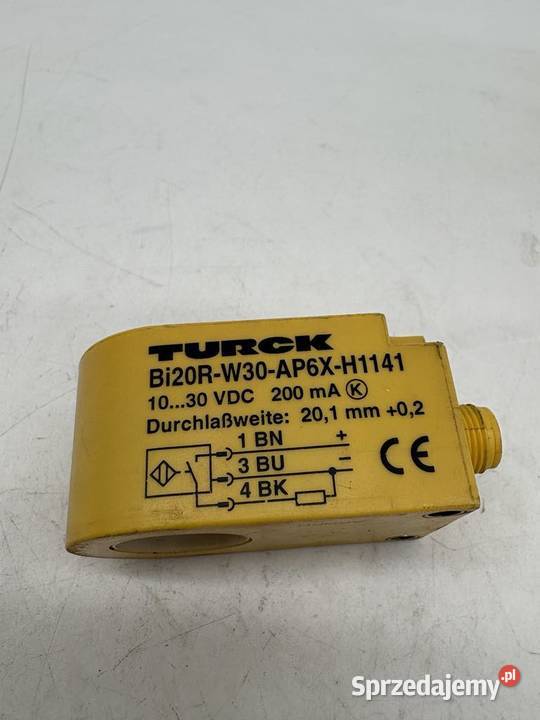 TURCK
Bi20R-W30-AP6X-H1141
10...30 VDC 200 mA Ⓚ
Durchlaßweite: 20,1 mm +0,2
1 BN +
3 BU −
4 BK
CE
Sprzedajemy.pl